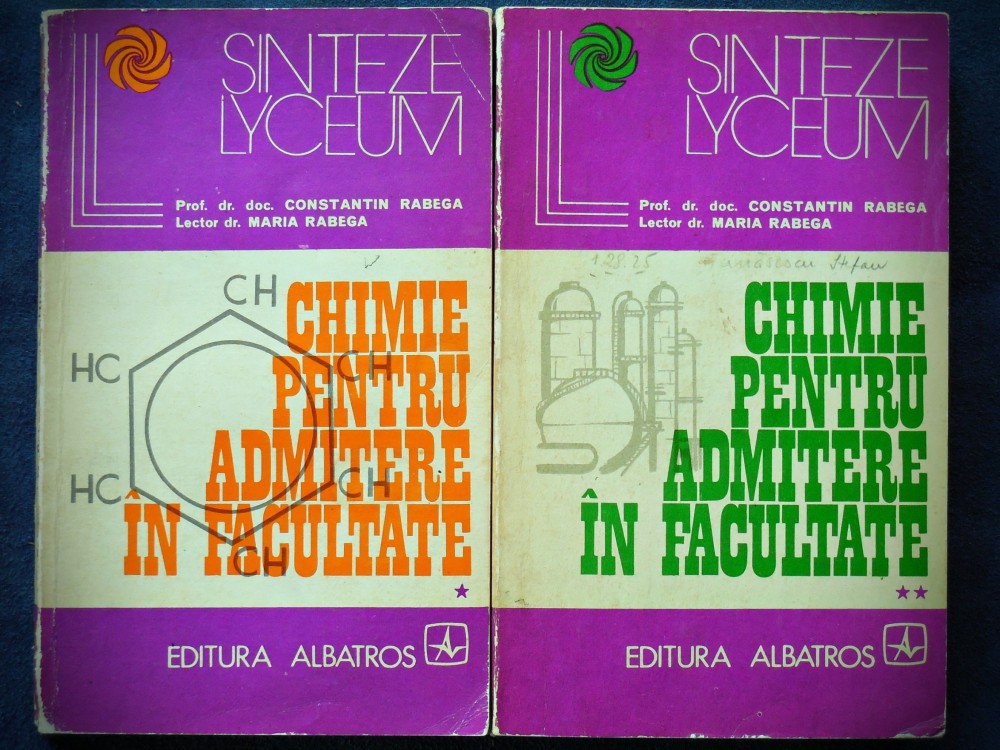 SINTEZE
LYCEUM
Prof. dr. doc. CONSTANTIN RABEGA
Lector dr. MARIA RABEGA
CH
HC
CH
HC
CH
CH
CHIMIE
PENTRU
ADMITERE
ÎN FACULTATE
★
EDITURA ALBATROS
SINTEZE
LYCEUM
Prof. dr. doc. CONSTANTIN RABEGA
Lector dr. MARIA RABEGA
Stefan
CHIMIE
PENTRU
ADMITERE
ÎN FACULTATE
★★
EDITURA ALBATROS